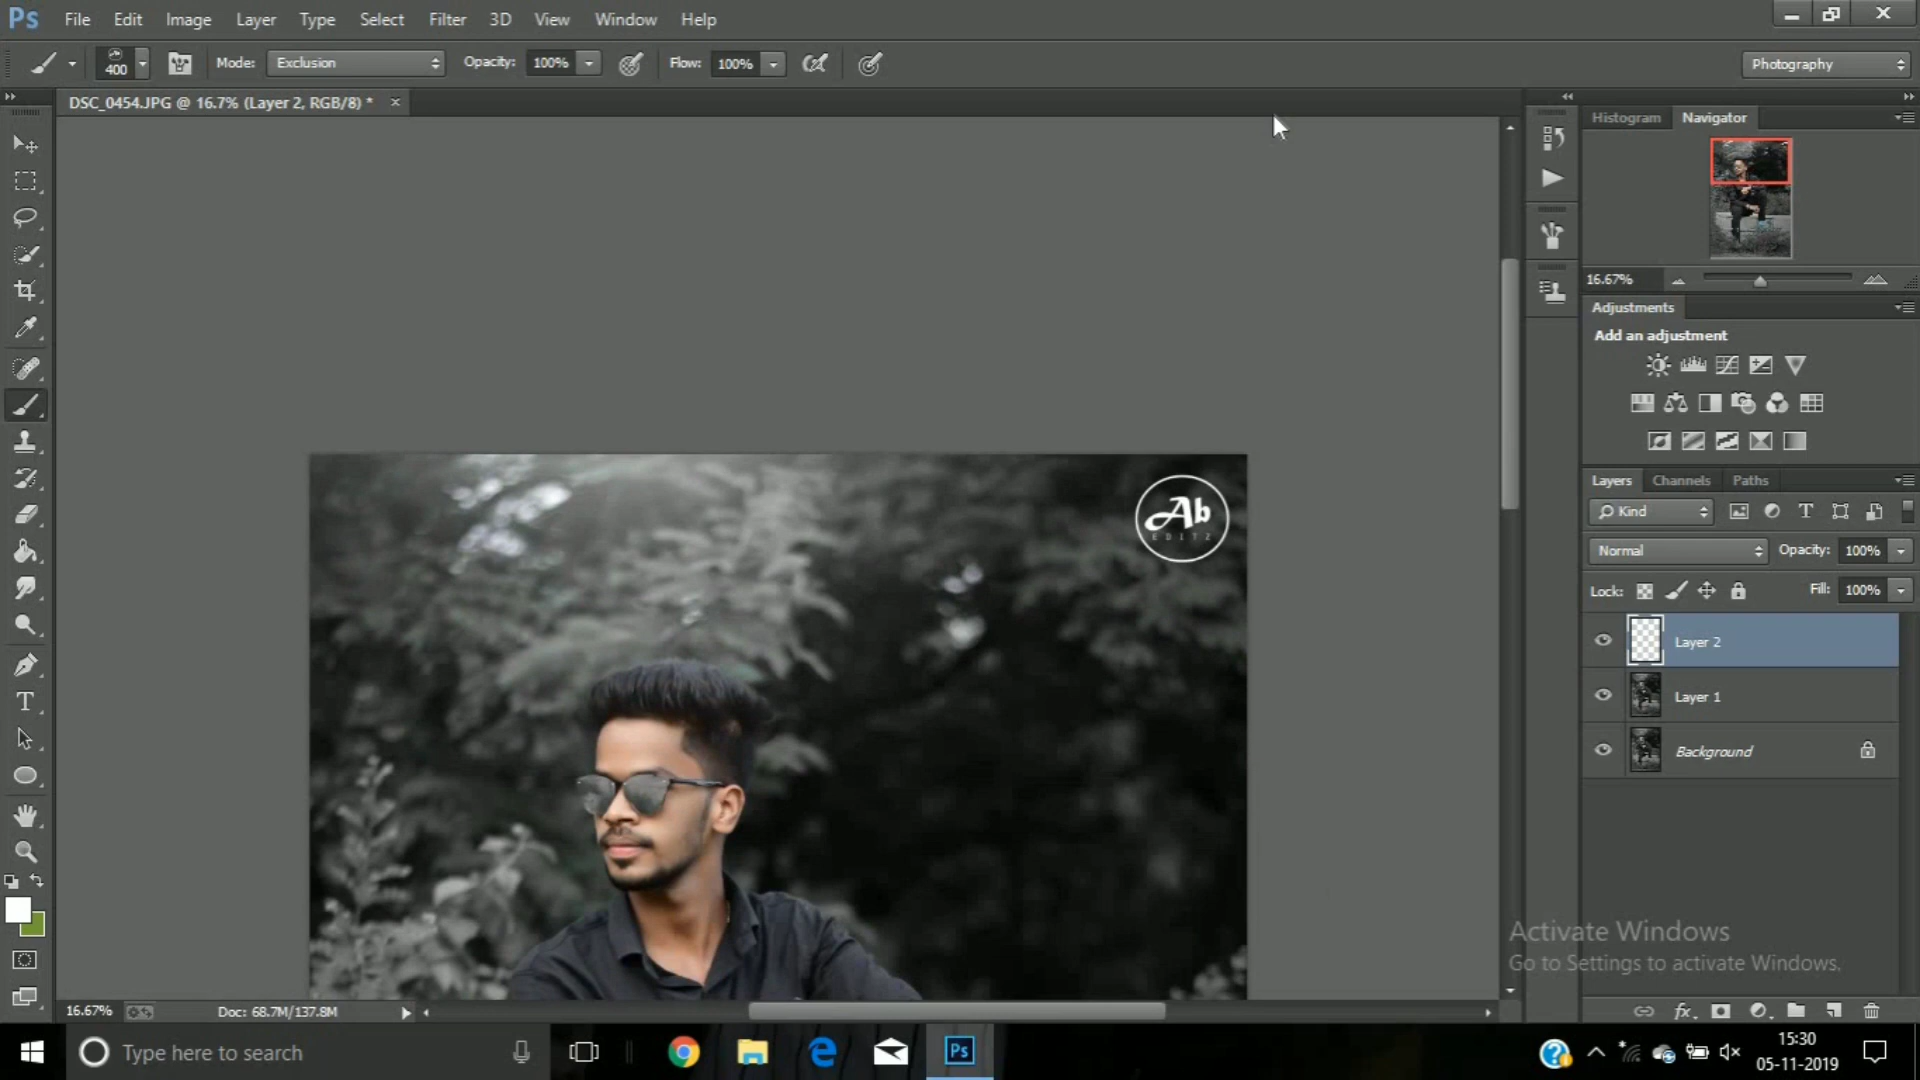 Ps File Edit Image Layer Type Select Filter 3D View Window Help
400 Mode: Exclusion Opacity: 100% Flow: 100% Photography
DSC_0454.JPG @ 16.7% (Layer 2, RGB/8) * ×
Histogram Navigator
16.67%
Adjustments
Add an adjustment
Layers Channels Paths
Kind
Normal Opacity: 100%
Lock: Fill: 100%
Layer 2
Layer 1
Background
Ab
EDITZ
Activate Windows
Go to Settings to activate Windows.
16.67% Doc: 68.7M/137.8M
Type here to search
Ps
15:30
05-11-2019